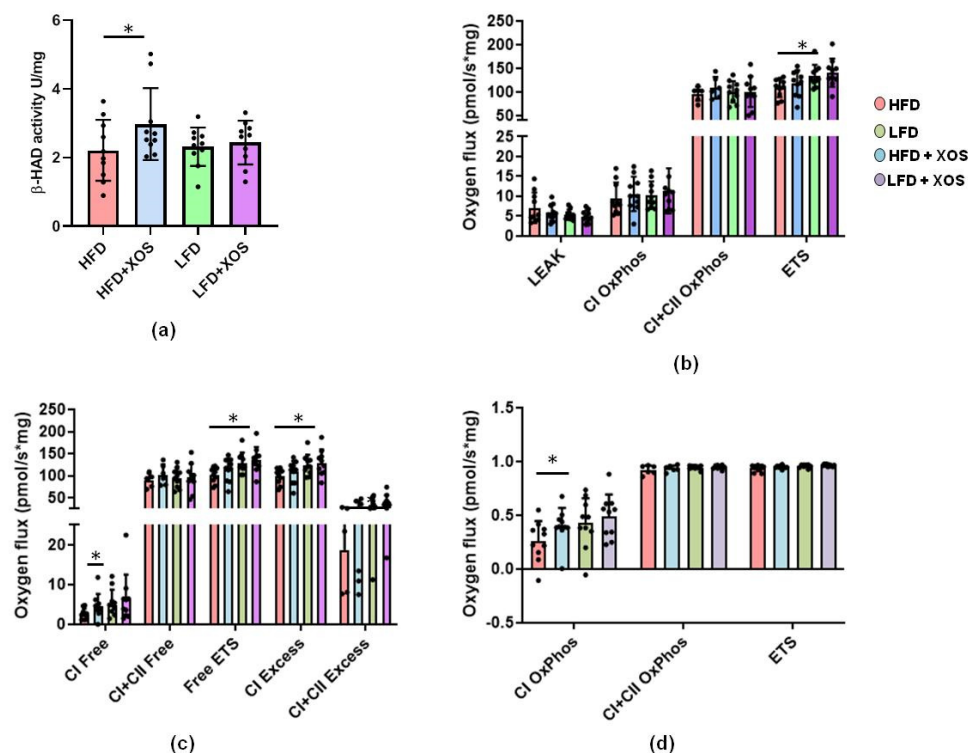 *
β-HAD activity U/mg
6
4
2
0
HFD
HFD+XOS
LFD
LFD+XOS
(a)
*
Oxygen flux (pmol/s*mg)
250
200
150
100
50
25
20
15
10
5
0
LEAK
CI OxPhos
CI+CII OxPhos
ETS
HFD
LFD
HFD + XOS
LFD + XOS
(b)
*
*
*
Oxygen flux (pmol/s*mg)
250
200
150
100
50
20
10
0
CI Free
CI+CII Free
Free ETS
CI Excess
CI+CII Excess
(c)
*
Oxygen flux (pmol/s*mg)
1.5
1.0
0.5
0.0
-0.5
CI OxPhos
CI+CII OxPhos
ETS
(d)